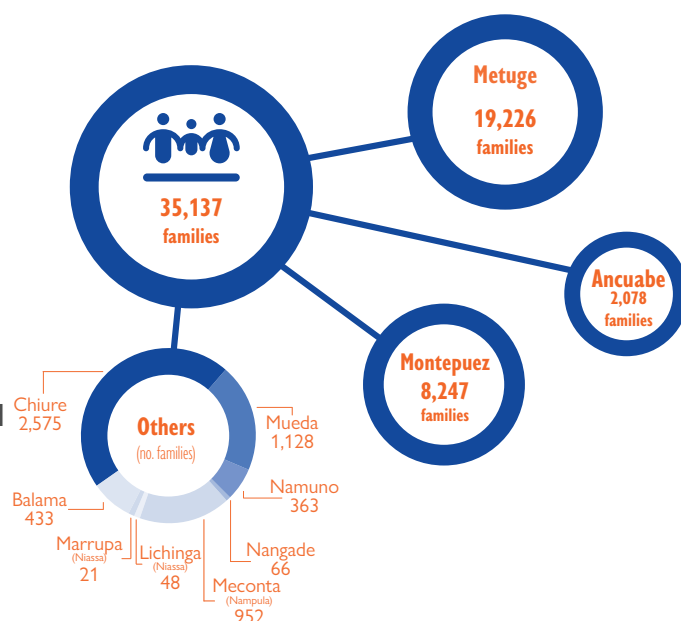 35,137
families
Metuge
19,226
families
Ancuabe
2,078
families
Montepuez
8,247
families
Others
(no. families)
Chiure
2,575
Mueda
1,128
Namuno
363
Nangade
66
Meconta
(Nampula)
952
Lichinga
(Niassa)
48
Marrupa
(Niassa)
21
Balama
433